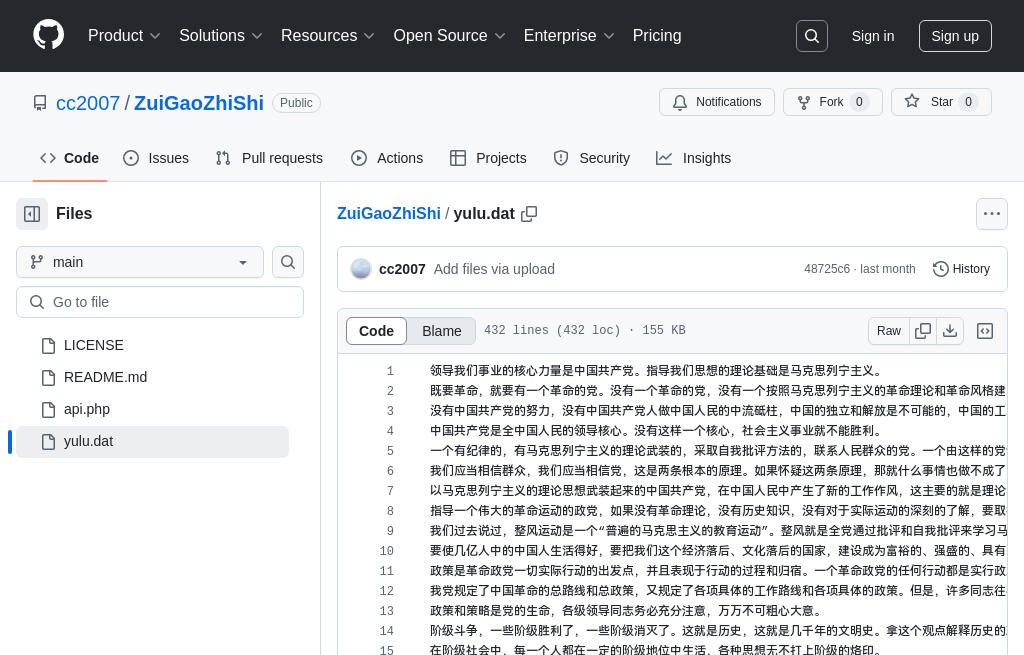 Product Solutions Resources Open Source Enterprise Pricing Sign in Sign up
cc2007 / ZuiGaoZhiShi Public Notifications Fork 0 Star 0
Code Issues Pull requests Actions Projects Security Insights
Files
main
Go to file
LICENSE
README.md
api.php
yulu.dat
ZuiGaoZhiShi / yulu.dat
cc2007 Add files via upload 48725c6 · last month History
Code Blame 432 lines (432 loc) · 155 KB Raw
1 领导我们事业的核心力量是中国共产党。指导我们思想的理论基础是马克思列宁主义。
2 既要革命，就要有一个革命的党。没有一个革命的党，没有一个按照马克思列宁主义的革命理论和革命风格建
3 没有中国共产党的努力，没有中国共产党人做中国人民的中流砥柱，中国的独立和解放是不可能的，中国的工
4 中国共产党是全中国人民的领导核心。没有这样一个核心，社会主义事业就不能胜利。
5 一个有纪律的，有马克思列宁主义的理论武装的，采取自我批评方法的，联系人民群众的党。一个由这样的党
6 我们应当相信群众，我们应当相信党，这是两条根本的原理。如果怀疑这两条原理，那就什么事情也做不成了
7 以马克思列宁主义的理论思想武装起来的中国共产党，在中国人民中产生了新的工作作风，这主要的就是理论
8 指导一个伟大的革命运动的政党，如果没有革命理论，没有历史知识，没有对于实际运动的深刻的了解，要取
9 我们过去说过，整风运动是一个“普遍的马克思主义的教育运动”。整风就是全党通过批评和自我批评来学习马
10 要使几亿人中的中国人生活得好，要把我们这个经济落后、文化落后的国家，建设成为富裕的、强盛的、具有
11 政策是革命政党一切实际行动的出发点，并且表现于行动的过程和归宿。一个革命政党的任何行动都是实行政
12 我党规定了中国革命的总路线和总政策，又规定了各项具体的工作路线和各项具体的政策。但是，许多同志往
13 政策和策略是党的生命，各级领导同志务必充分注意，万万不可粗心大意。
14 阶级斗争，一些阶级胜利了，一些阶级消灭了。这就是历史，这就是几千年的文明史。拿这个观点解释历史的
15 在阶级社会中，每一个人都在一定的阶级地位中生活，各种思想无不打上阶级的烙印。